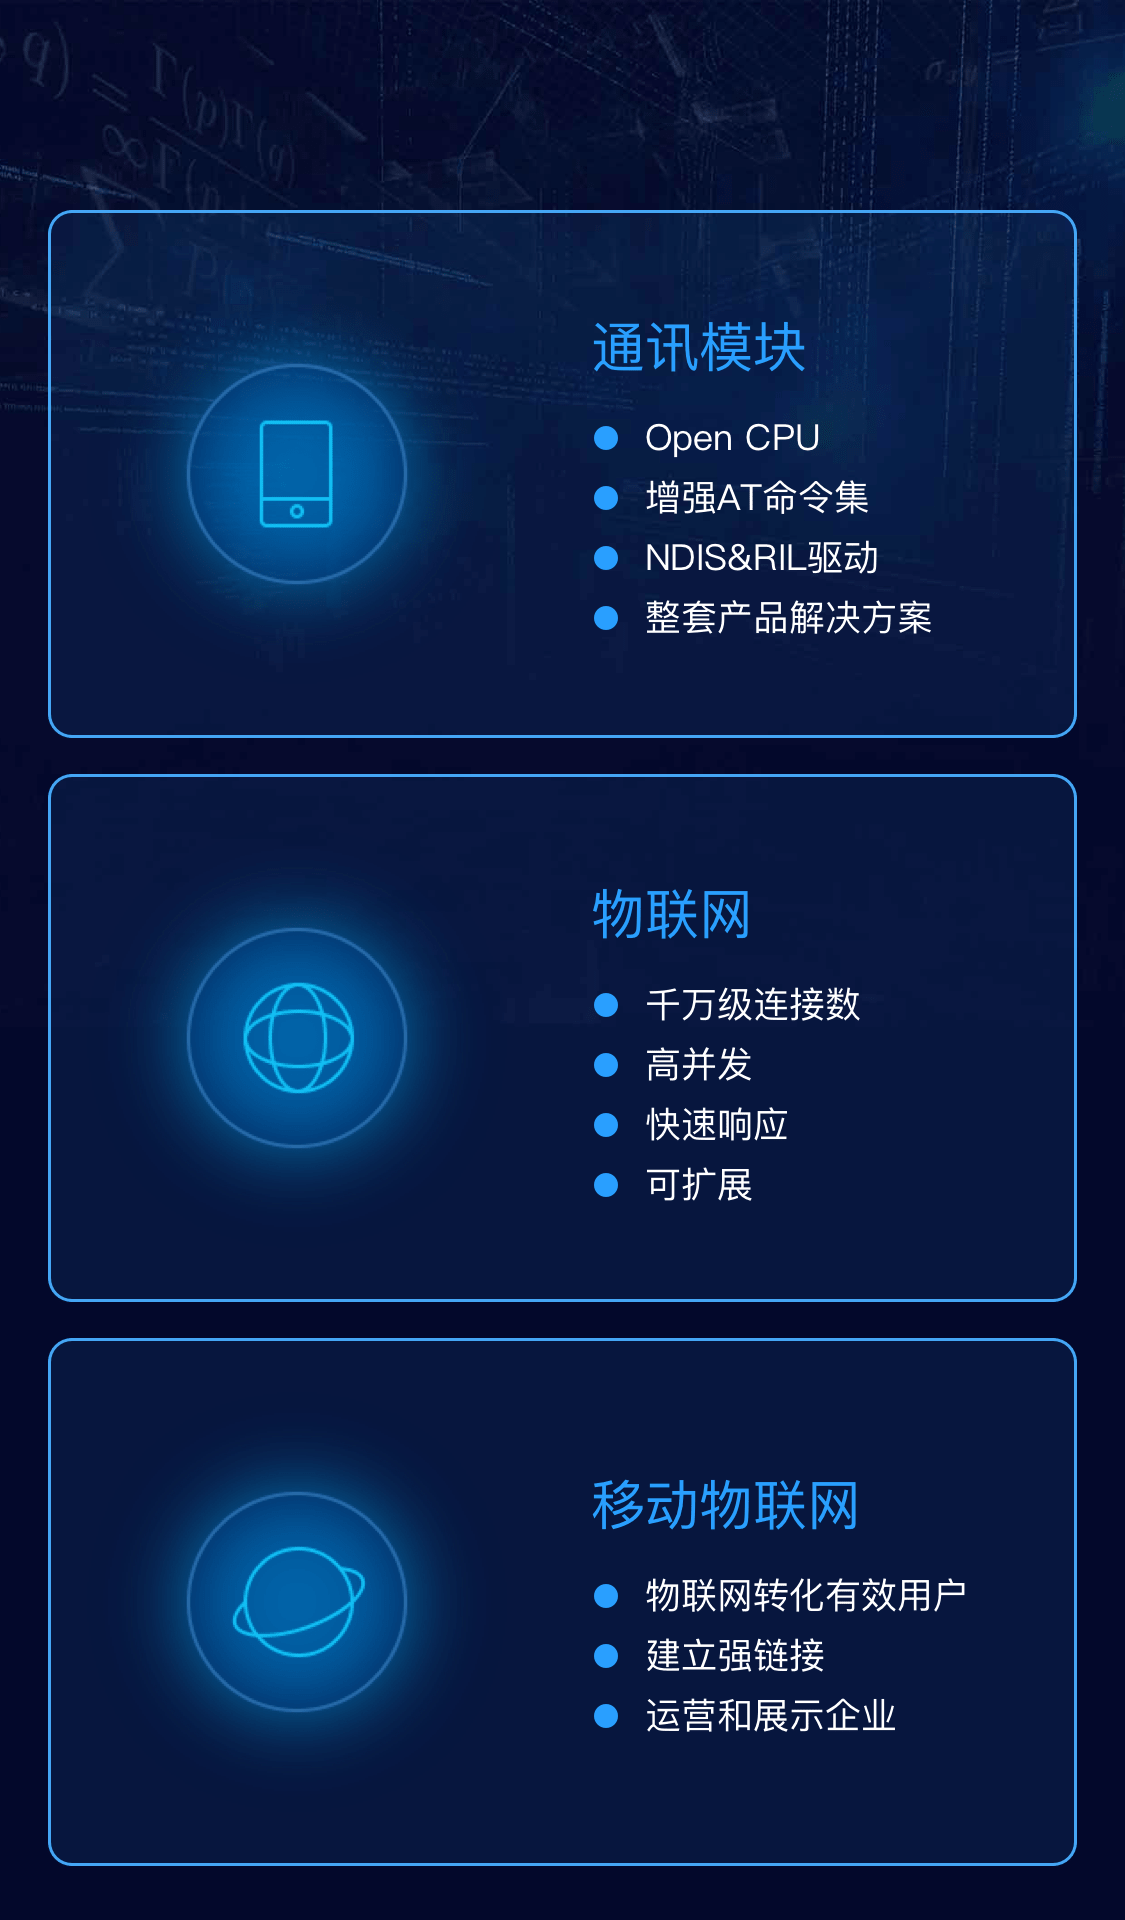 通讯模块
Open CPU
增强AT命令集
NDIS&RIL驱动
整套产品解决方案
物联网
千万级连接数
高并发
快速响应
可扩展
移动物联网
物联网转化有效用户
建立强链接
运营和展示企业